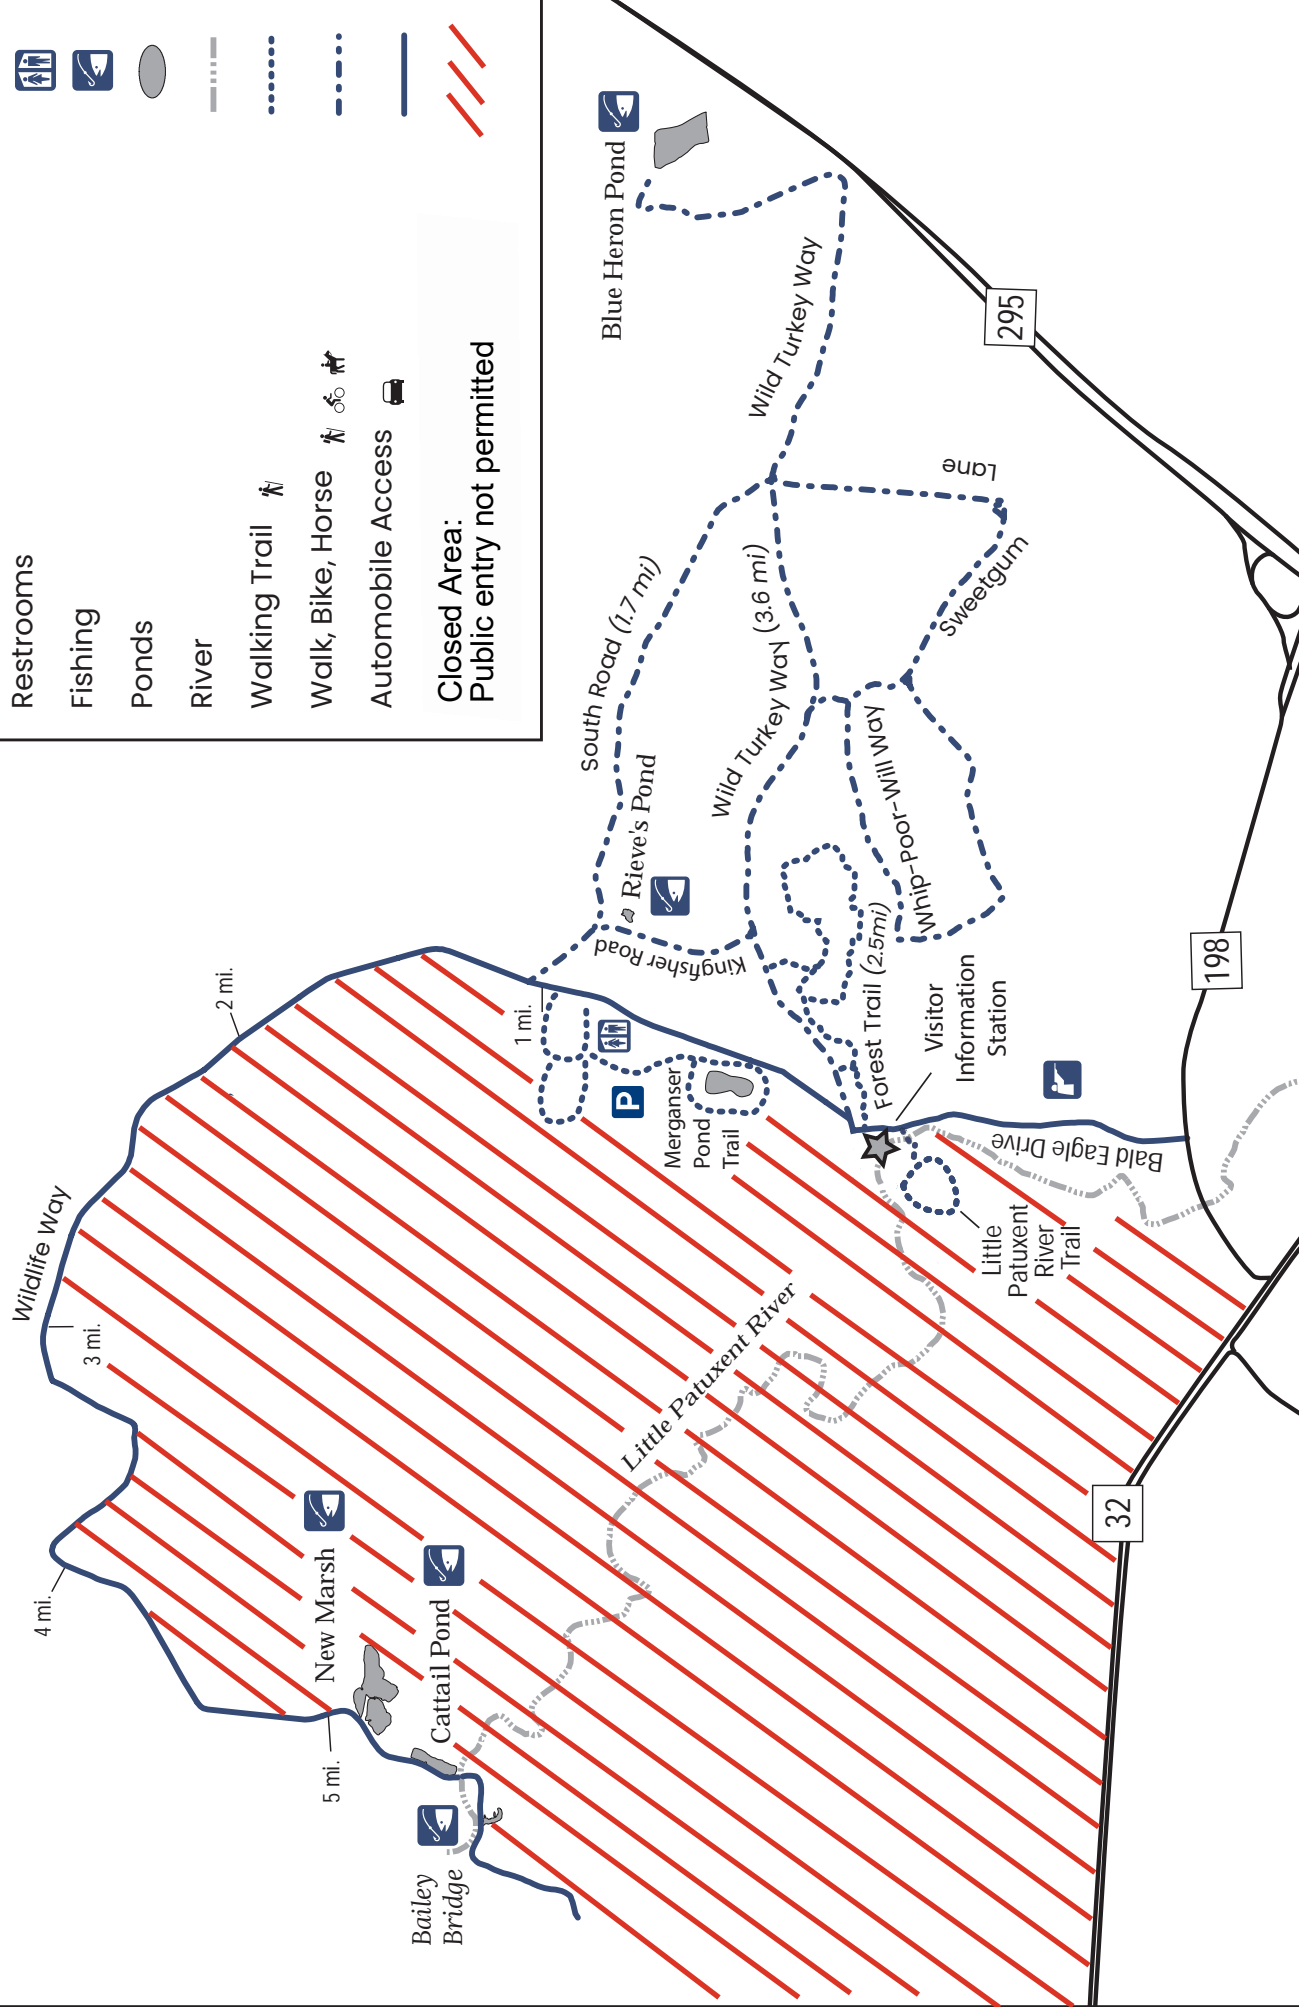 Restrooms
Fishing
Ponds
River
Walking Trail
Walk, Bike, Horse
Automobile Access
Closed Area:
Public entry not permitted
Wildlife Way
4 mi.
3 mi.
2 mi.
5 mi.
1 mi.
New Marsh
Cattail Pond
Bailey
Bridge
Little Patuxent River
P
Merganser
Pond
Trail
South Road (1.7 mi)
Rieve's Pond
Kingfisher Road
Blue Heron Pond
Wild Turkey Way
Wild Turkey Way (3.6 mi)
Sweetgum
Lane
Whip-Poor-Will Way
Forest Trail (2.5mi)
Visitor
Information
Station
Bald Eagle Drive
Little
Patuxent
River
Trail
295
198
32